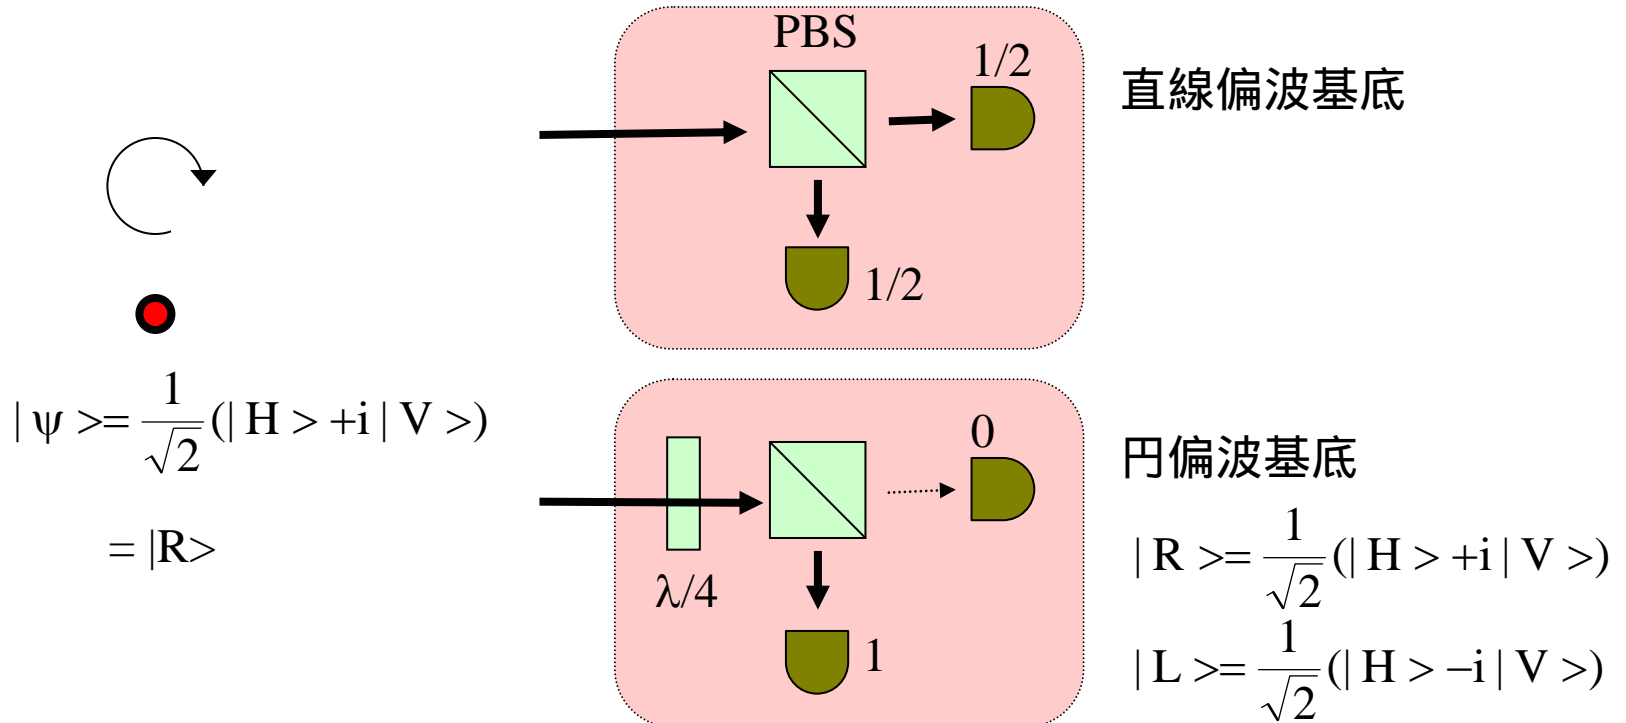 PBS
1/2
直線偏波基底
1/2
|ψ>=1/√2(|H>+i|V>)
=|R>
0
円偏波基底
λ/4
1
|R>=1/√2(|H>+i|V>)
|L>=1/√2(|H>−i|V>)